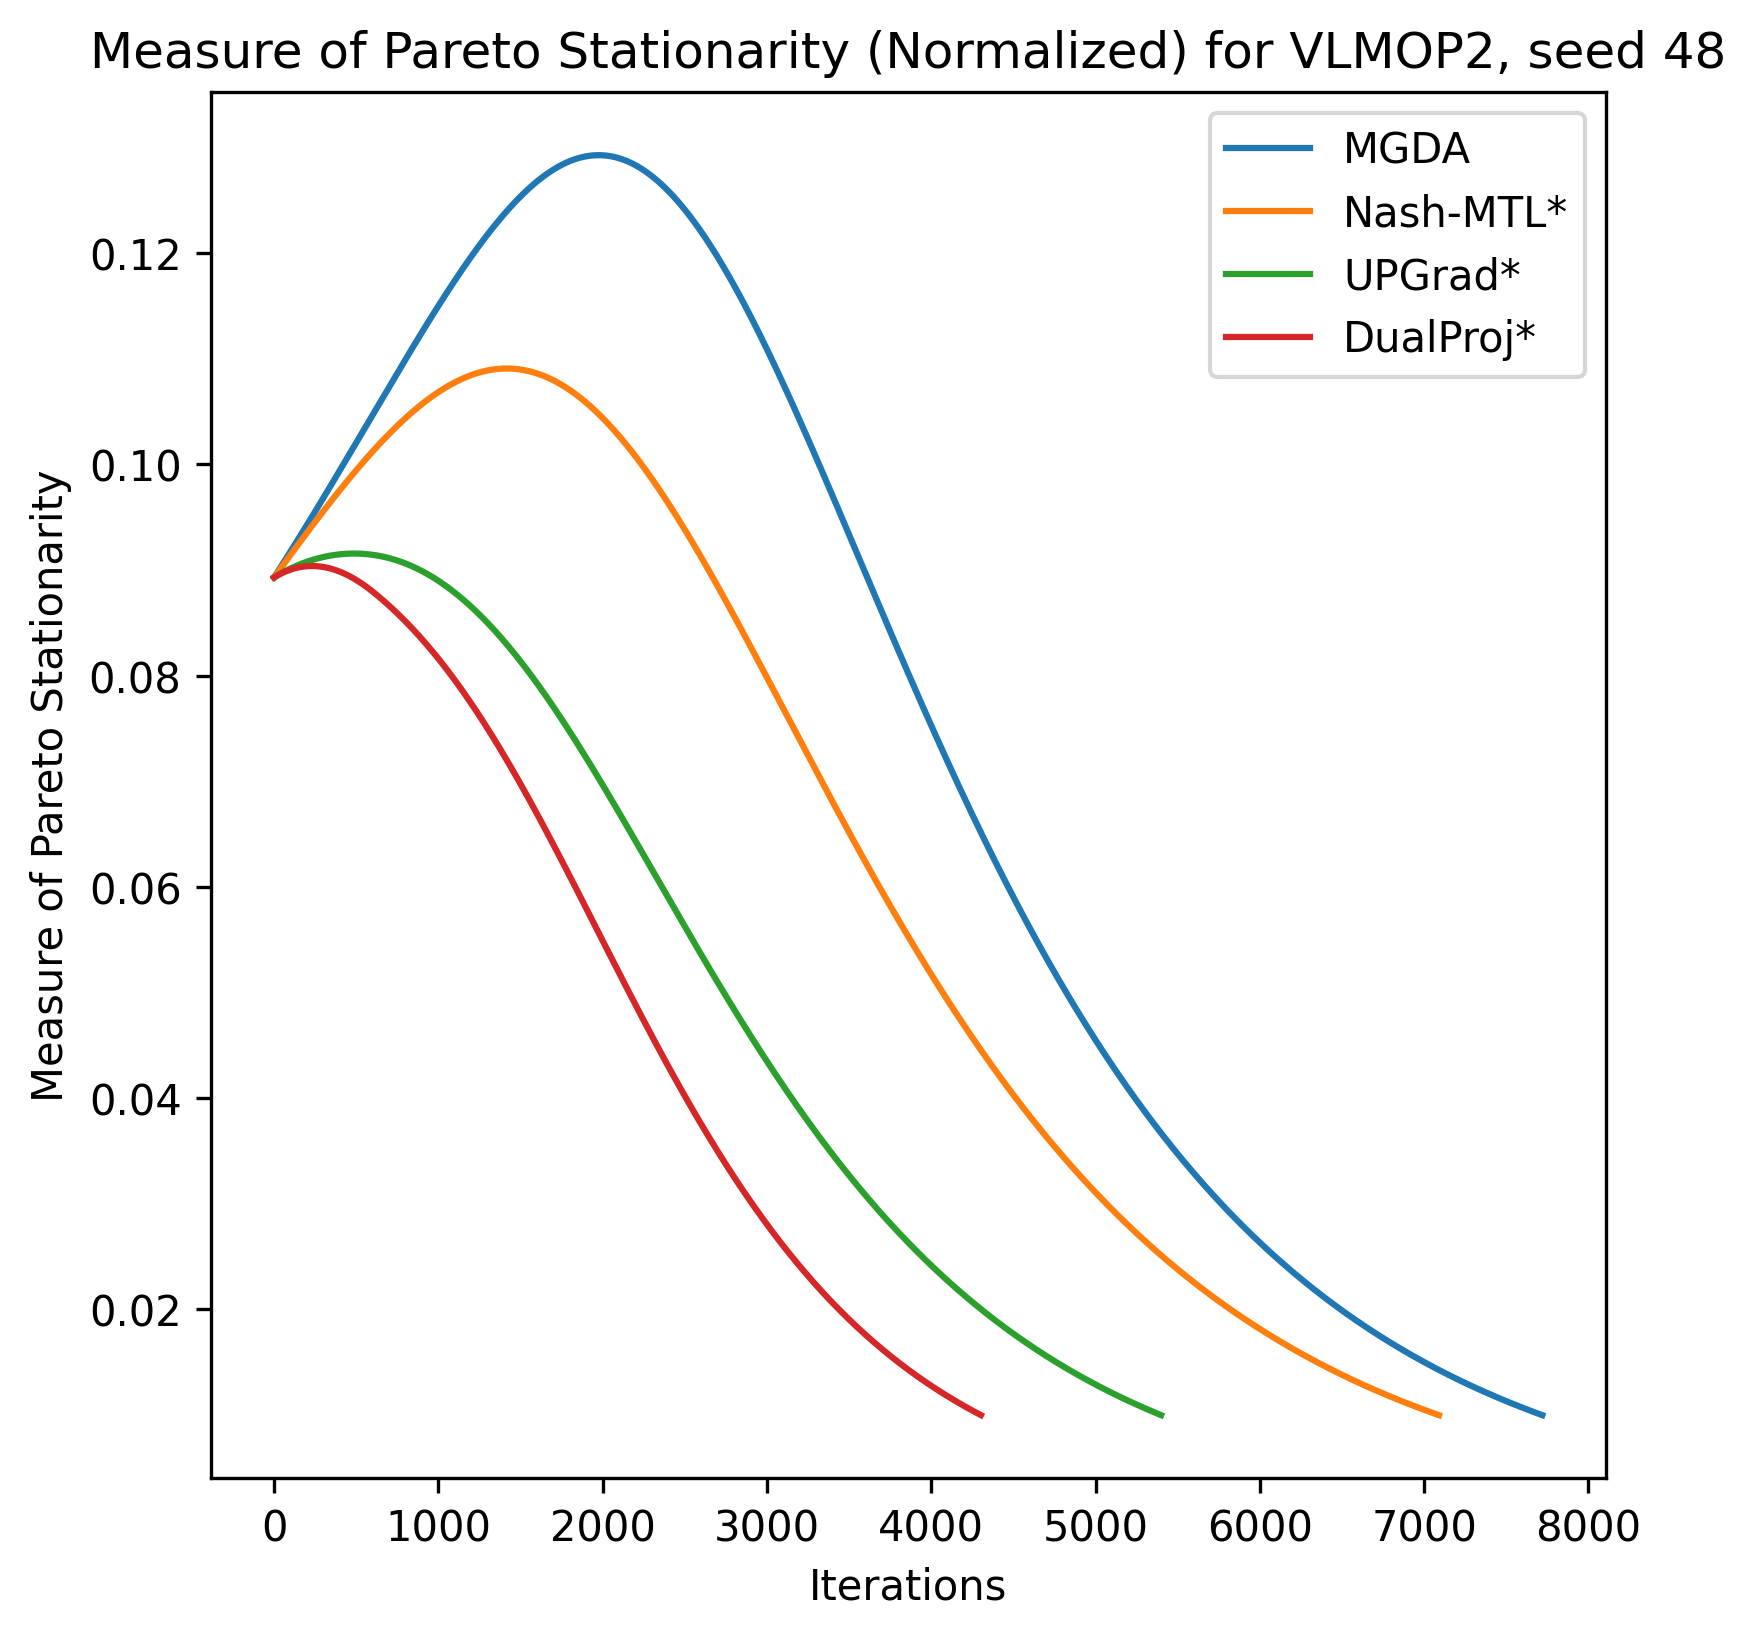 Measure of Pareto Stationarity (Normalized) for VLMOP2, seed 48
MGDA
Nash-MTL*
UPGrad*
DualProj*
Measure of Pareto Stationarity
0.12
0.10
0.08
0.06
0.04
0.02
0 1000 2000 3000 4000 5000 6000 7000 8000
Iterations